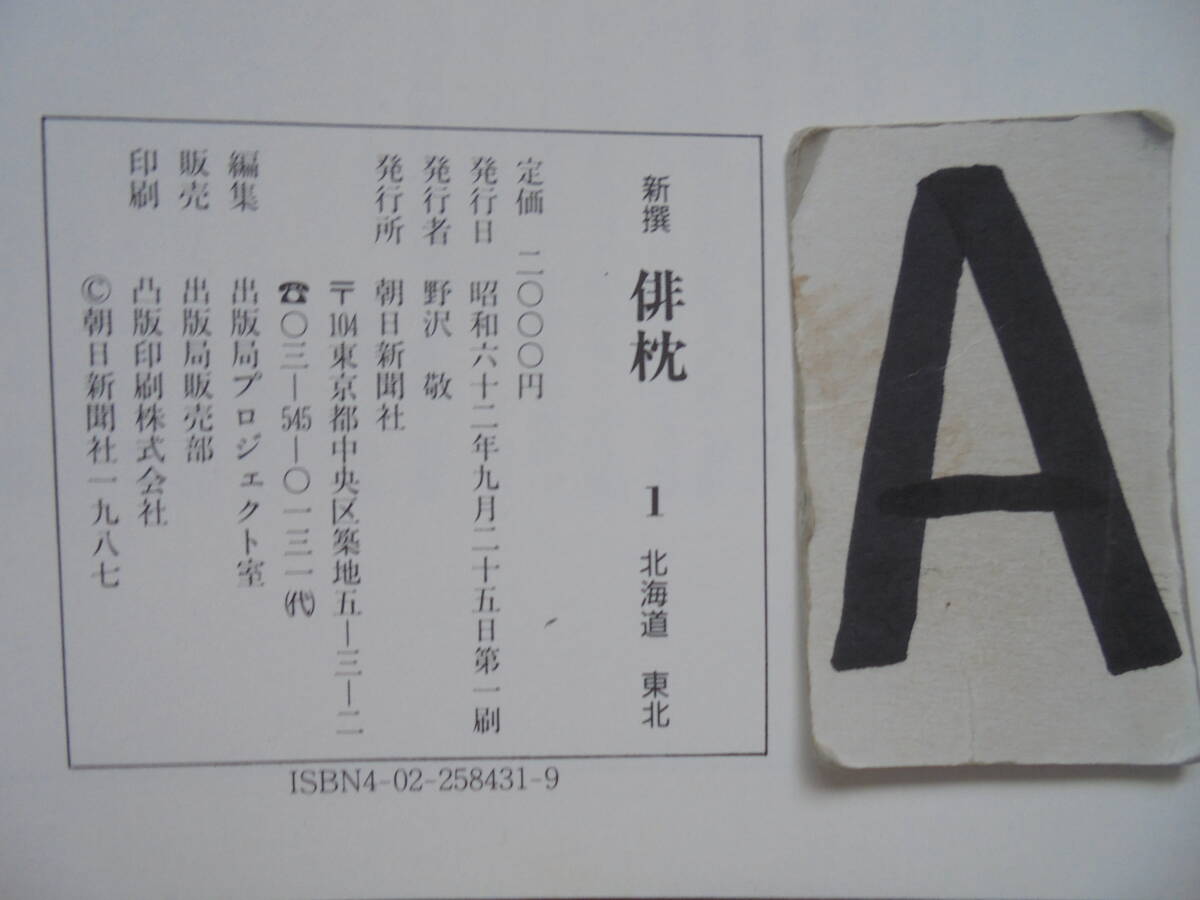 新撰 俳枕 1 北海道 東北
定価 二〇〇〇円
発行日 昭和六十二年九月二十五日第一刷
発行者 野沢 敬
発行所 朝日新聞社
〒104東京都中央区築地五―三―二
☎〇三―545―〇一三一(代)
編集 出版局プロジェクト室
販売 出版局販売部
印刷 凸版印刷株式会社
©朝日新聞社一九八七
ISBN4-02-258431-9
A